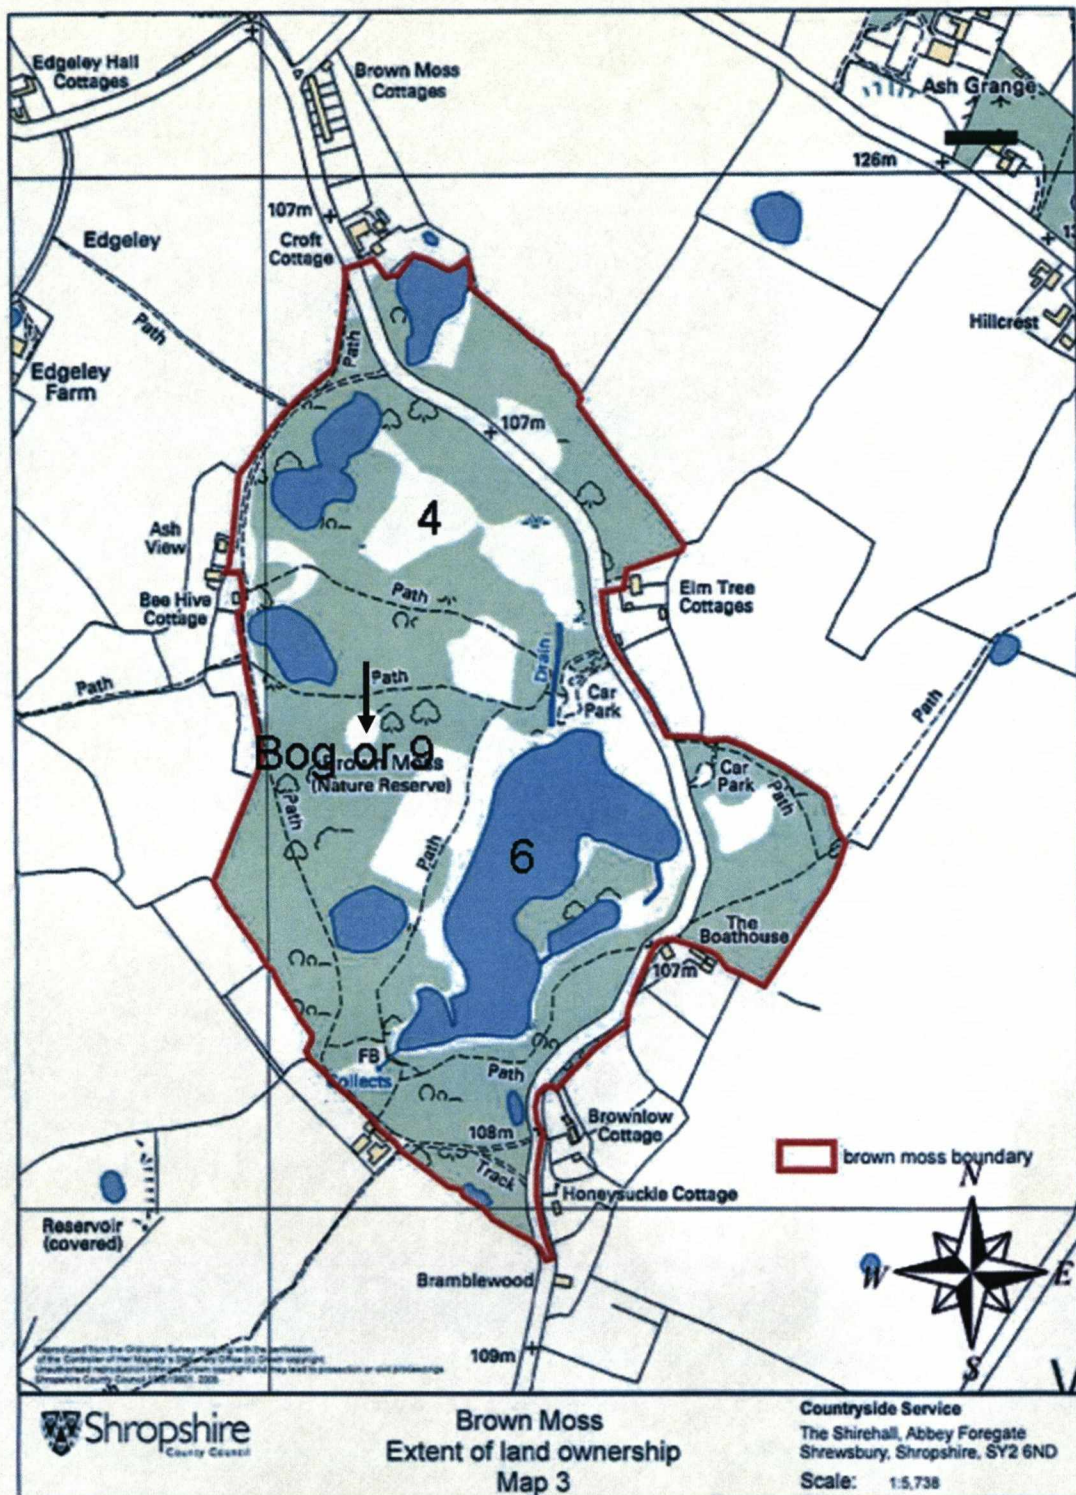 Edgeley Hall
Cottages
Brown Moss
Cottages
Ash Grange
126m
107m
Croft
Cottage
Edgeley
Path
Path
Hillcrest
Edgeley
Farm
107m
4
Ash
View
Bee Hive
Cottage
Path
Elm Tree
Cottages
Drain
Path
Path
Car
Park
Path
Bog or 9
Brown Moss
(Nature Reserve)
Car
Park
Path
Path
Path
6
The
Boathouse
107m
FB
Collects
Path
108m
Brownlow
Cottage
Track
brown moss boundary
Honeysuckle Cottage
N
W
E
S
Reservoir
(covered)
Bramblewood
109m
Shropshire
County Council
Brown Moss
Extent of land ownership
Map 3
Countryside Service
The Shirehall, Abbey Foregate
Shrewsbury, Shropshire, SY2 6ND
Scale: 1:5,738